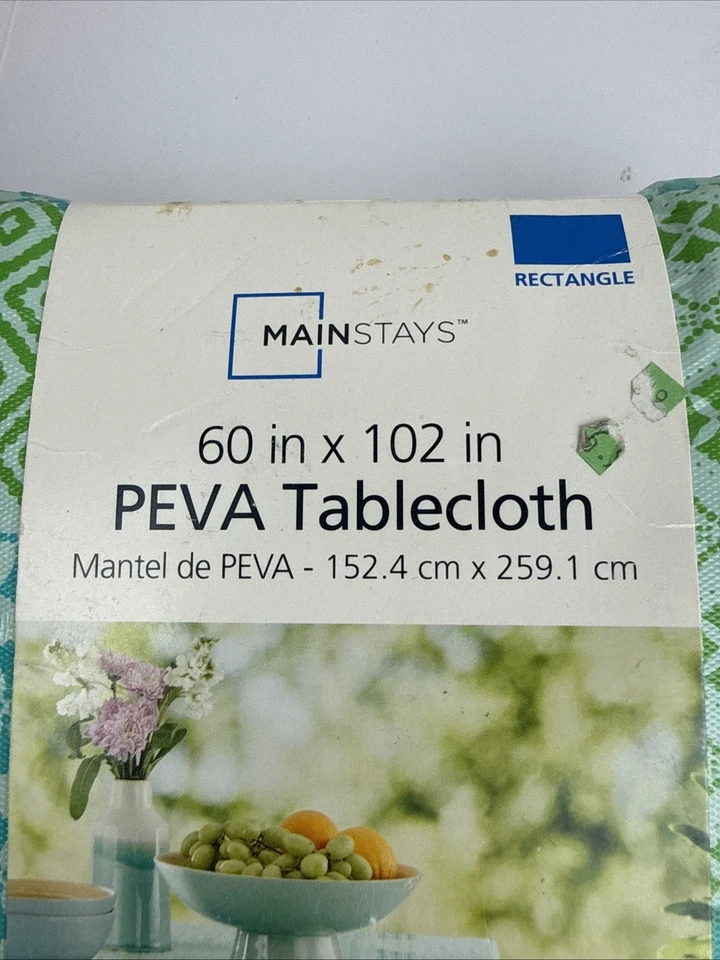 RECTANGLE
MAINSTAYS™
60 in x 102 in
PEVA Tablecloth
Mantel de PEVA - 152.4 cm x 259.1 cm